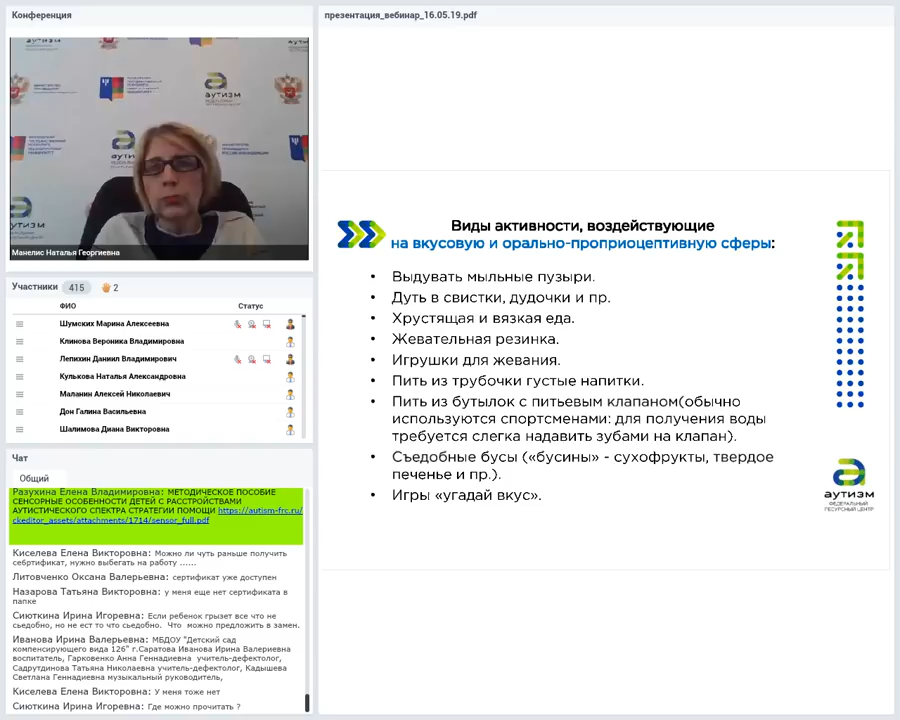 Конференция
аутизм
аутизм
Манелис Наталья Георгиевна
Участники 415 2
ФИО Статус
Шумских Марина Алексеевна
Клинова Вероника Владимировна
Лепихин Даниил Владимирович
Кулькова Наталья Александровна
Маланин Алексей Николаевич
Дон Галина Васильевна
Шалимова Диана Викторовна
Чат
Общий
Разухина Елена Владимировна: МЕТОДИЧЕСКОЕ ПОСОБИЕ
СЕНСОРНЫЕ ОСОБЕННОСТИ ДЕТЕЙ С РАССТРОЙСТВАМИ
АУТИСТИЧЕСКОГО СПЕКТРА СТРАТЕГИИ ПОМОЩИ https://autism-frc.ru/
ckeditor_assets/attachments/1714/sensor_full.pdf
Киселева Елена Викторовна: Можно ли чуть раньше получить
себртификат, нужно выбегать на работу ......
Литовченко Оксана Валерьевна: сертификат уже доступен
Назарова Татьяна Викторовна: у меня еще нет сертификата в
папке
Сиюткина Ирина Игоревна: Если ребенок грызет все что не
сьедобно, но не ест то что сьедобно. Что можно предложить в замен.
Иванова Ирина Валерьевна: МБДОУ "Детский сад
компенсирующего вида 126" г.Саратова Иванова Ирина Валериевна
воспитатель, Гарковенко Анна Геннадиевна учитель-дефектолог,
Садрутдинова Татьяна Николаевна учитель-дефектолог, Кадышева
Светлана Геннадиевна музыкальный руководитель,
Киселева Елена Викторовна: У меня тоже нет
Сиюткина Ирина Игоревна: Где можно прочитать ?
презентация_вебинар_16.05.19.pdf
Виды активности, воздействующие
на вкусовую и орально-проприоцептивную сферы:
• Выдувать мыльные пузыри.
• Дуть в свистки, дудочки и пр.
• Хрустящая и вязкая еда.
• Жевательная резинка.
• Игрушки для жевания.
• Пить из трубочки густые напитки.
• Пить из бутылок с питьевым клапаном(обычно
используются спортсменами: для получения воды
требуется слегка надавить зубами на клапан).
• Съедобные бусы («бусины» - сухофрукты, твердое
печенье и пр.).
• Игры «угадай вкус».
аутизм
ФЕДЕРАЛЬНЫЙ
РЕСУРСНЫЙ ЦЕНТР